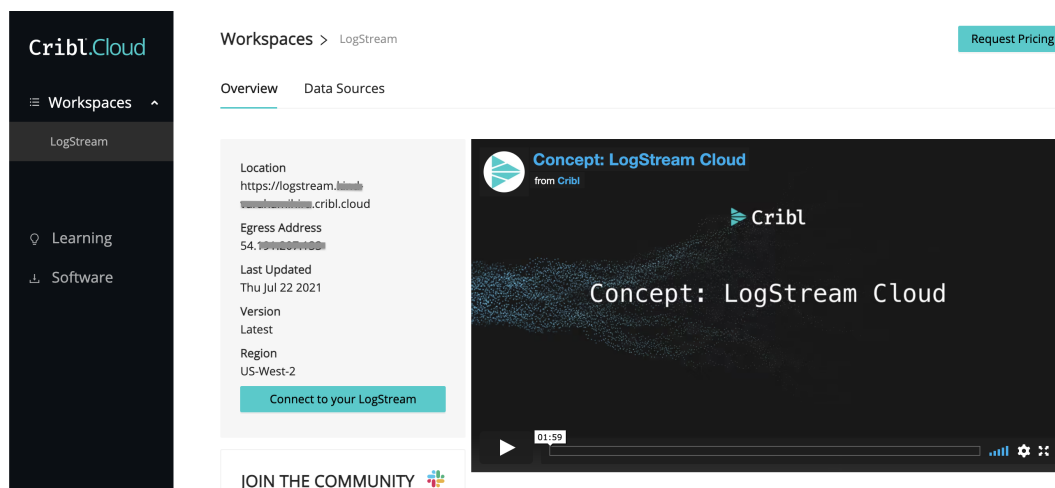 Cribl.Cloud
Workspaces
LogStream
Learning
Software
Workspaces > LogStream
Request Pricing
Overview Data Sources
Location
https://logstream.
.cribl.cloud
Egress Address
54.1
Last Updated
Thu Jul 22 2021
Version
Latest
Region
US-West-2
Connect to your LogStream
JOIN THE COMMUNITY
Concept: LogStream Cloud
from Cribl
Cribl
Concept: LogStream Cloud
01:59